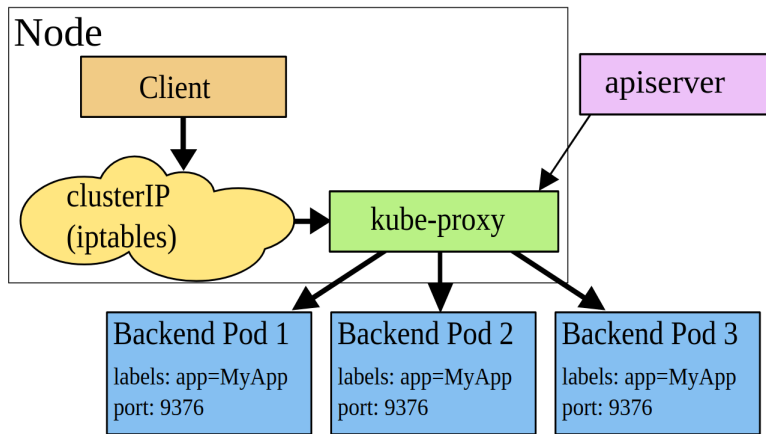 Node
Client
apiserver
clusterIP
(iptables)
kube-proxy
Backend Pod 1
labels: app=MyApp
port: 9376
Backend Pod 2
labels: app=MyApp
port: 9376
Backend Pod 3
labels: app=MyApp
port: 9376